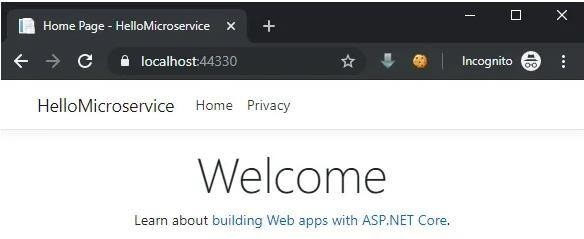 Home Page - HelloMicroservice
localhost:44330
Incognito
HelloMicroservice Home Privacy
Welcome
Learn about building Web apps with ASP.NET Core.